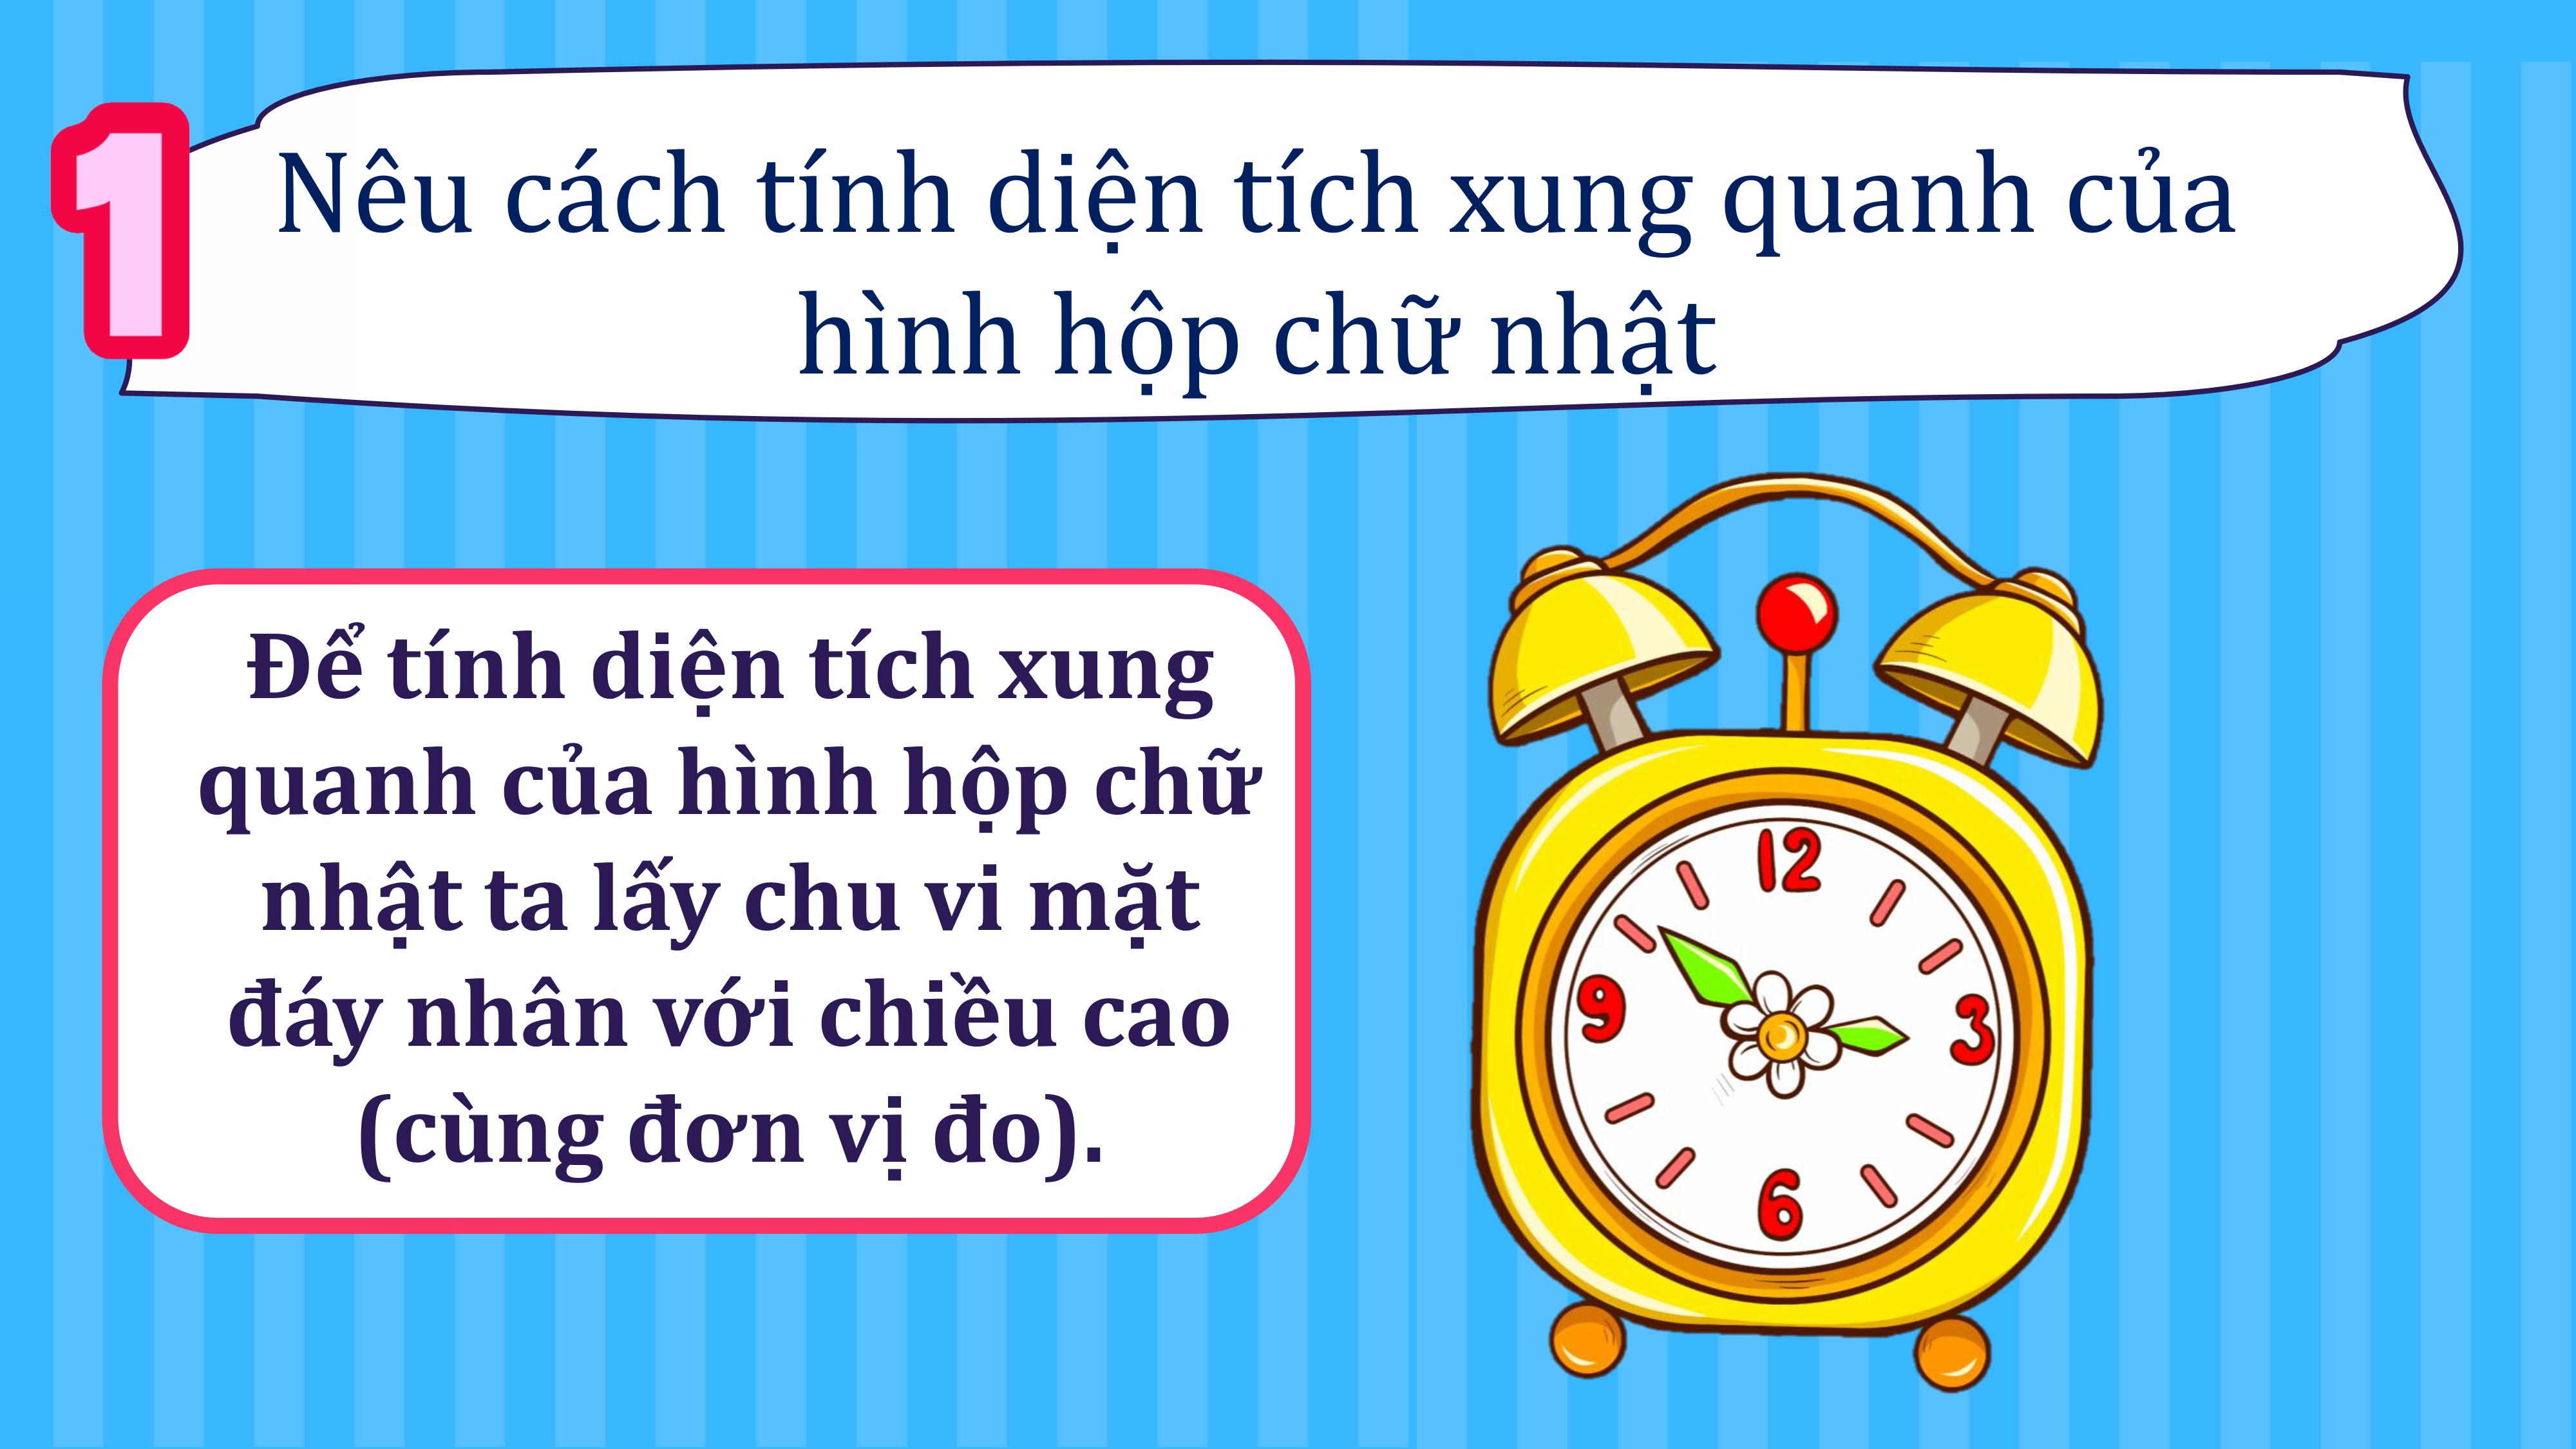 1
Nêu cách tính diện tích xung quanh của
hình hộp chữ nhật
Để tính diện tích xung
quanh của hình hộp chữ
nhật ta lấy chu vi mặt
đáy nhân với chiều cao
(cùng đơn vị đo).
12
9
3
6